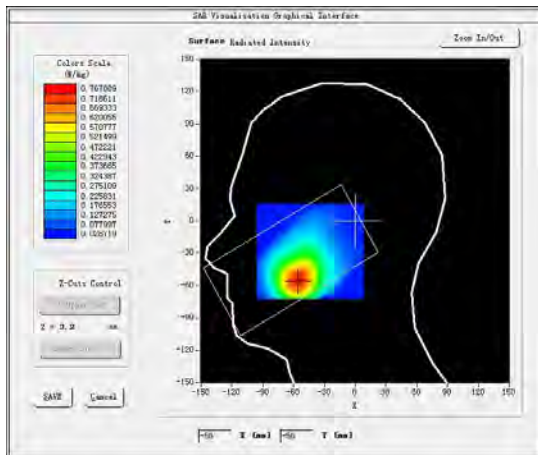 SAR Visualisation Graphical Interface
Surface Radiated Intensity
Zoom In/Out
Colors Scale
(W/kg)
0.767889
0.718611
0.669333
0.620055
0.570777
0.521499
0.472221
0.422943
0.373665
0.324387
0.275109
0.225831
0.176553
0.127275
0.077997
0.028719
150
120
90
60
30
0
-30
-60
-90
-120
-150
Z-Cuts Control
Z = 3.2 mm
SAVE
Cancel
-150 -120 -90 -60 -30 0 30 60 90 120 150
X
-50 X (mm) -50 Y (mm)